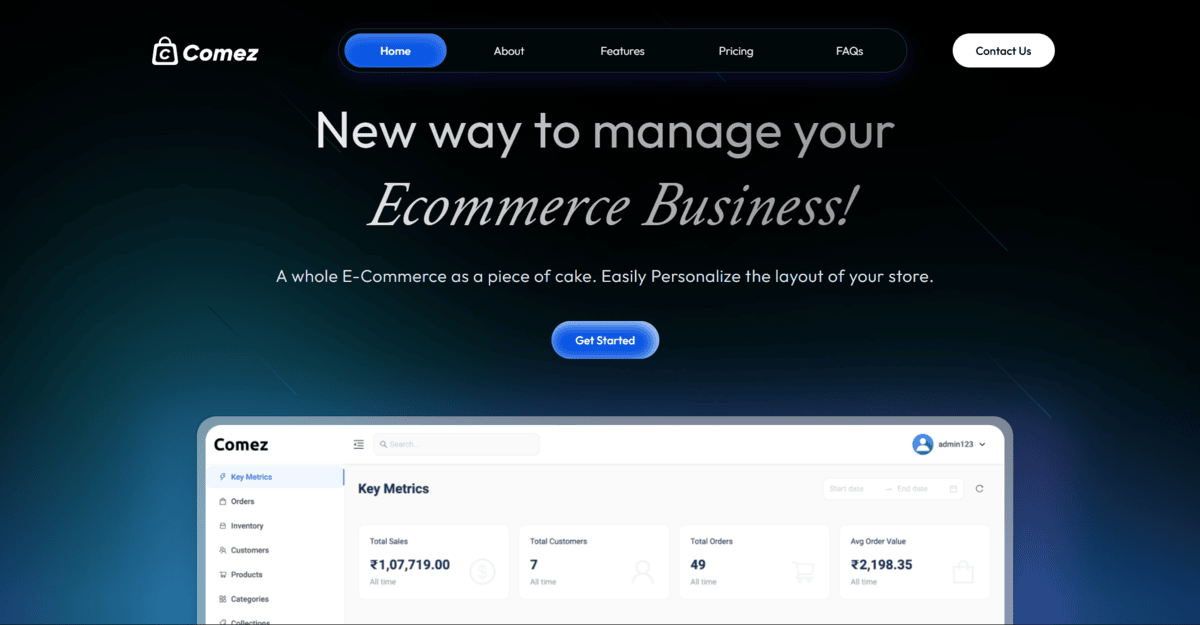 Comez
Home About Features Pricing FAQs
Contact Us
New way to manage your
Ecommerce Business!
A whole E-Commerce as a piece of cake. Easily Personalize the layout of your store.
Get Started
Comez
Search...
admin123
Key Metrics
Orders
Inventory
Customers
Products
Categories
Collections
Key Metrics
Start date → End date
Total Sales
₹1,07,719.00
All time
Total Customers
7
All time
Total Orders
49
All time
Avg Order Value
₹2,198.35
All time